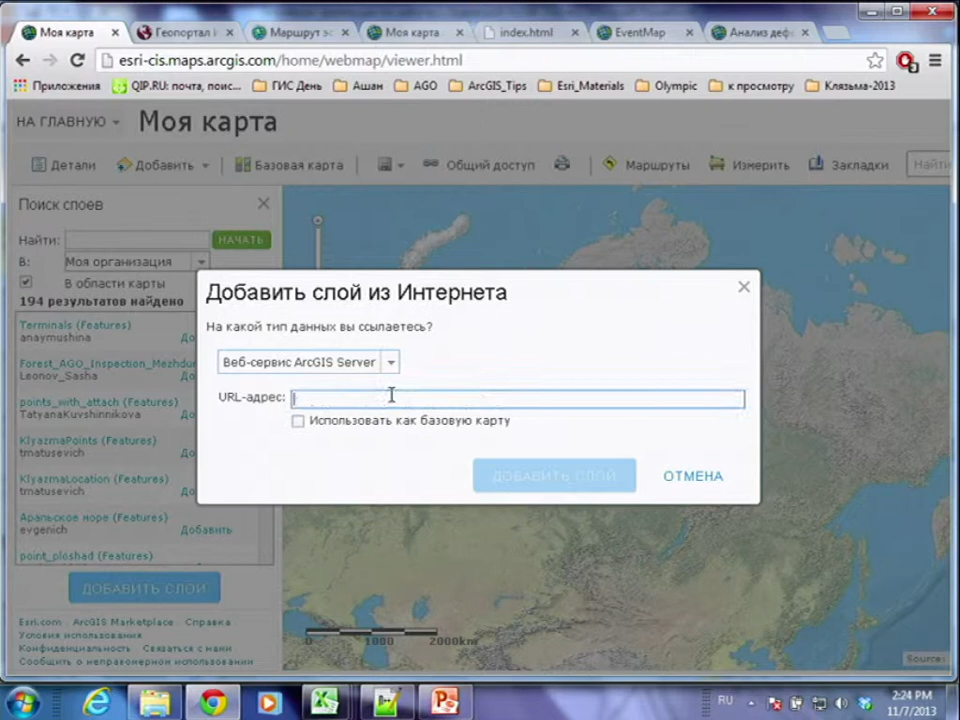 Моя карта
Геопортал
Маршрут
Моя карта
index.html
EventMap
Анализ деф
esri-cis.maps.arcgis.com/home/webmap/viewer.html
Приложения
QIP.RU: почта, поис...
ГИС День
Ашан
AGO
ArcGIS_Tips
Esri_Materials
Olympic
к просмотру
Клязьма-2013
НА ГЛАВНУЮ
Моя карта
Детали
Добавить
Базовая карта
Общий доступ
Маршруты
Измерить
Закладки
Найти
Поиск слоев
Найти:
НАЧАТЬ
В:
Моя организация
В области карты
194 результатов найдено
Terminals (Features)
anaymushina
До
Forest_AGO_Inspection_Mezhdu
Leonov_Sasha
До
points_with_attach (Features)
TatyanaKuvshinnikova
До
KlyazmaPoints (Features)
tmatusevich
До
KlyazmaLocation (Features)
tmatusevich
До
Аральское море (Features)
evgenich
Добавить
point_ploshad (Features)
ДОБАВИТЬ СЛОИ
Esri.com
ArcGIS Marketplace
Справка
Условия использования
Конфиденциальность
Связаться с нами
Сообщить о неправомерном использовании
Добавить слой из Интернета
На какой тип данных вы ссылаетесь?
Веб-сервис ArcGIS Server
URL-адрес:
Использовать как базовую карту
ДОБАВИТЬ СЛОЙ
ОТМЕНА
0
1000
2000km
Source:
RU
2:24 PM
11/7/2013